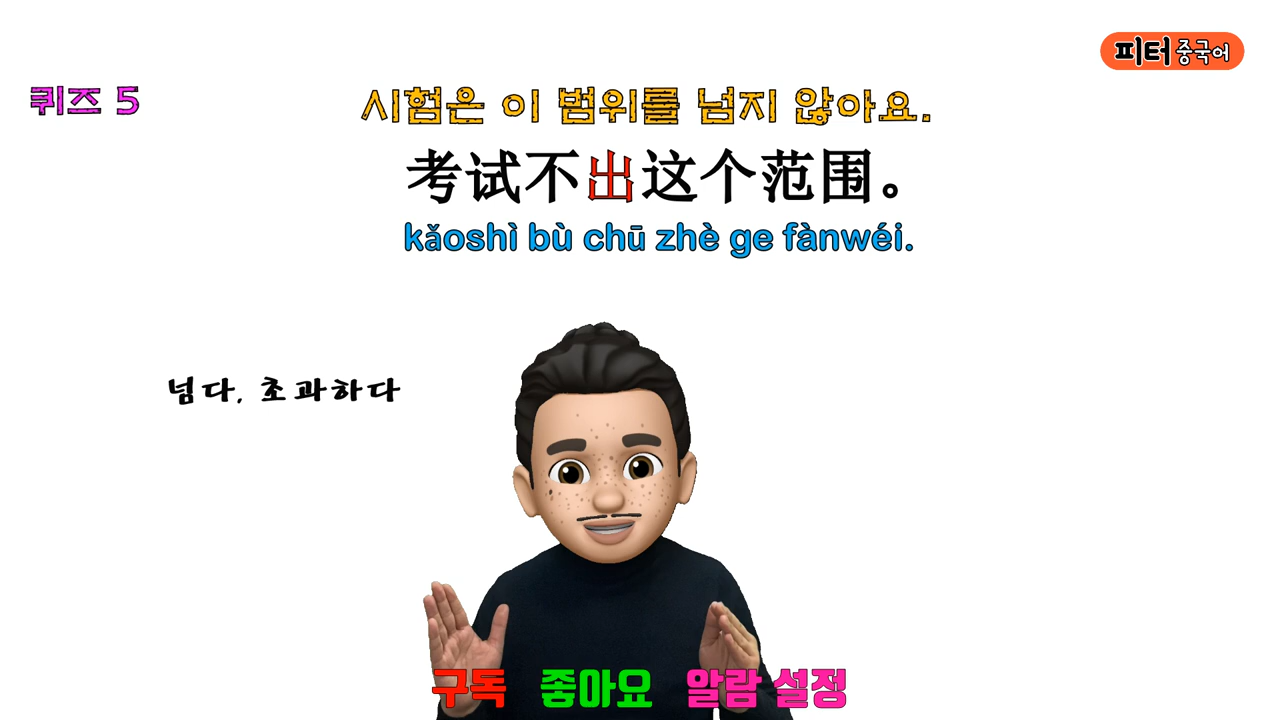 피터 중국어
퀴즈 5
시험은 이 범위를 넘지 않아요.
考试不出这个范围。
kǎoshì bù chū zhè ge fànwéi.
넘다, 초과하다
구독 좋아요 알람 설정